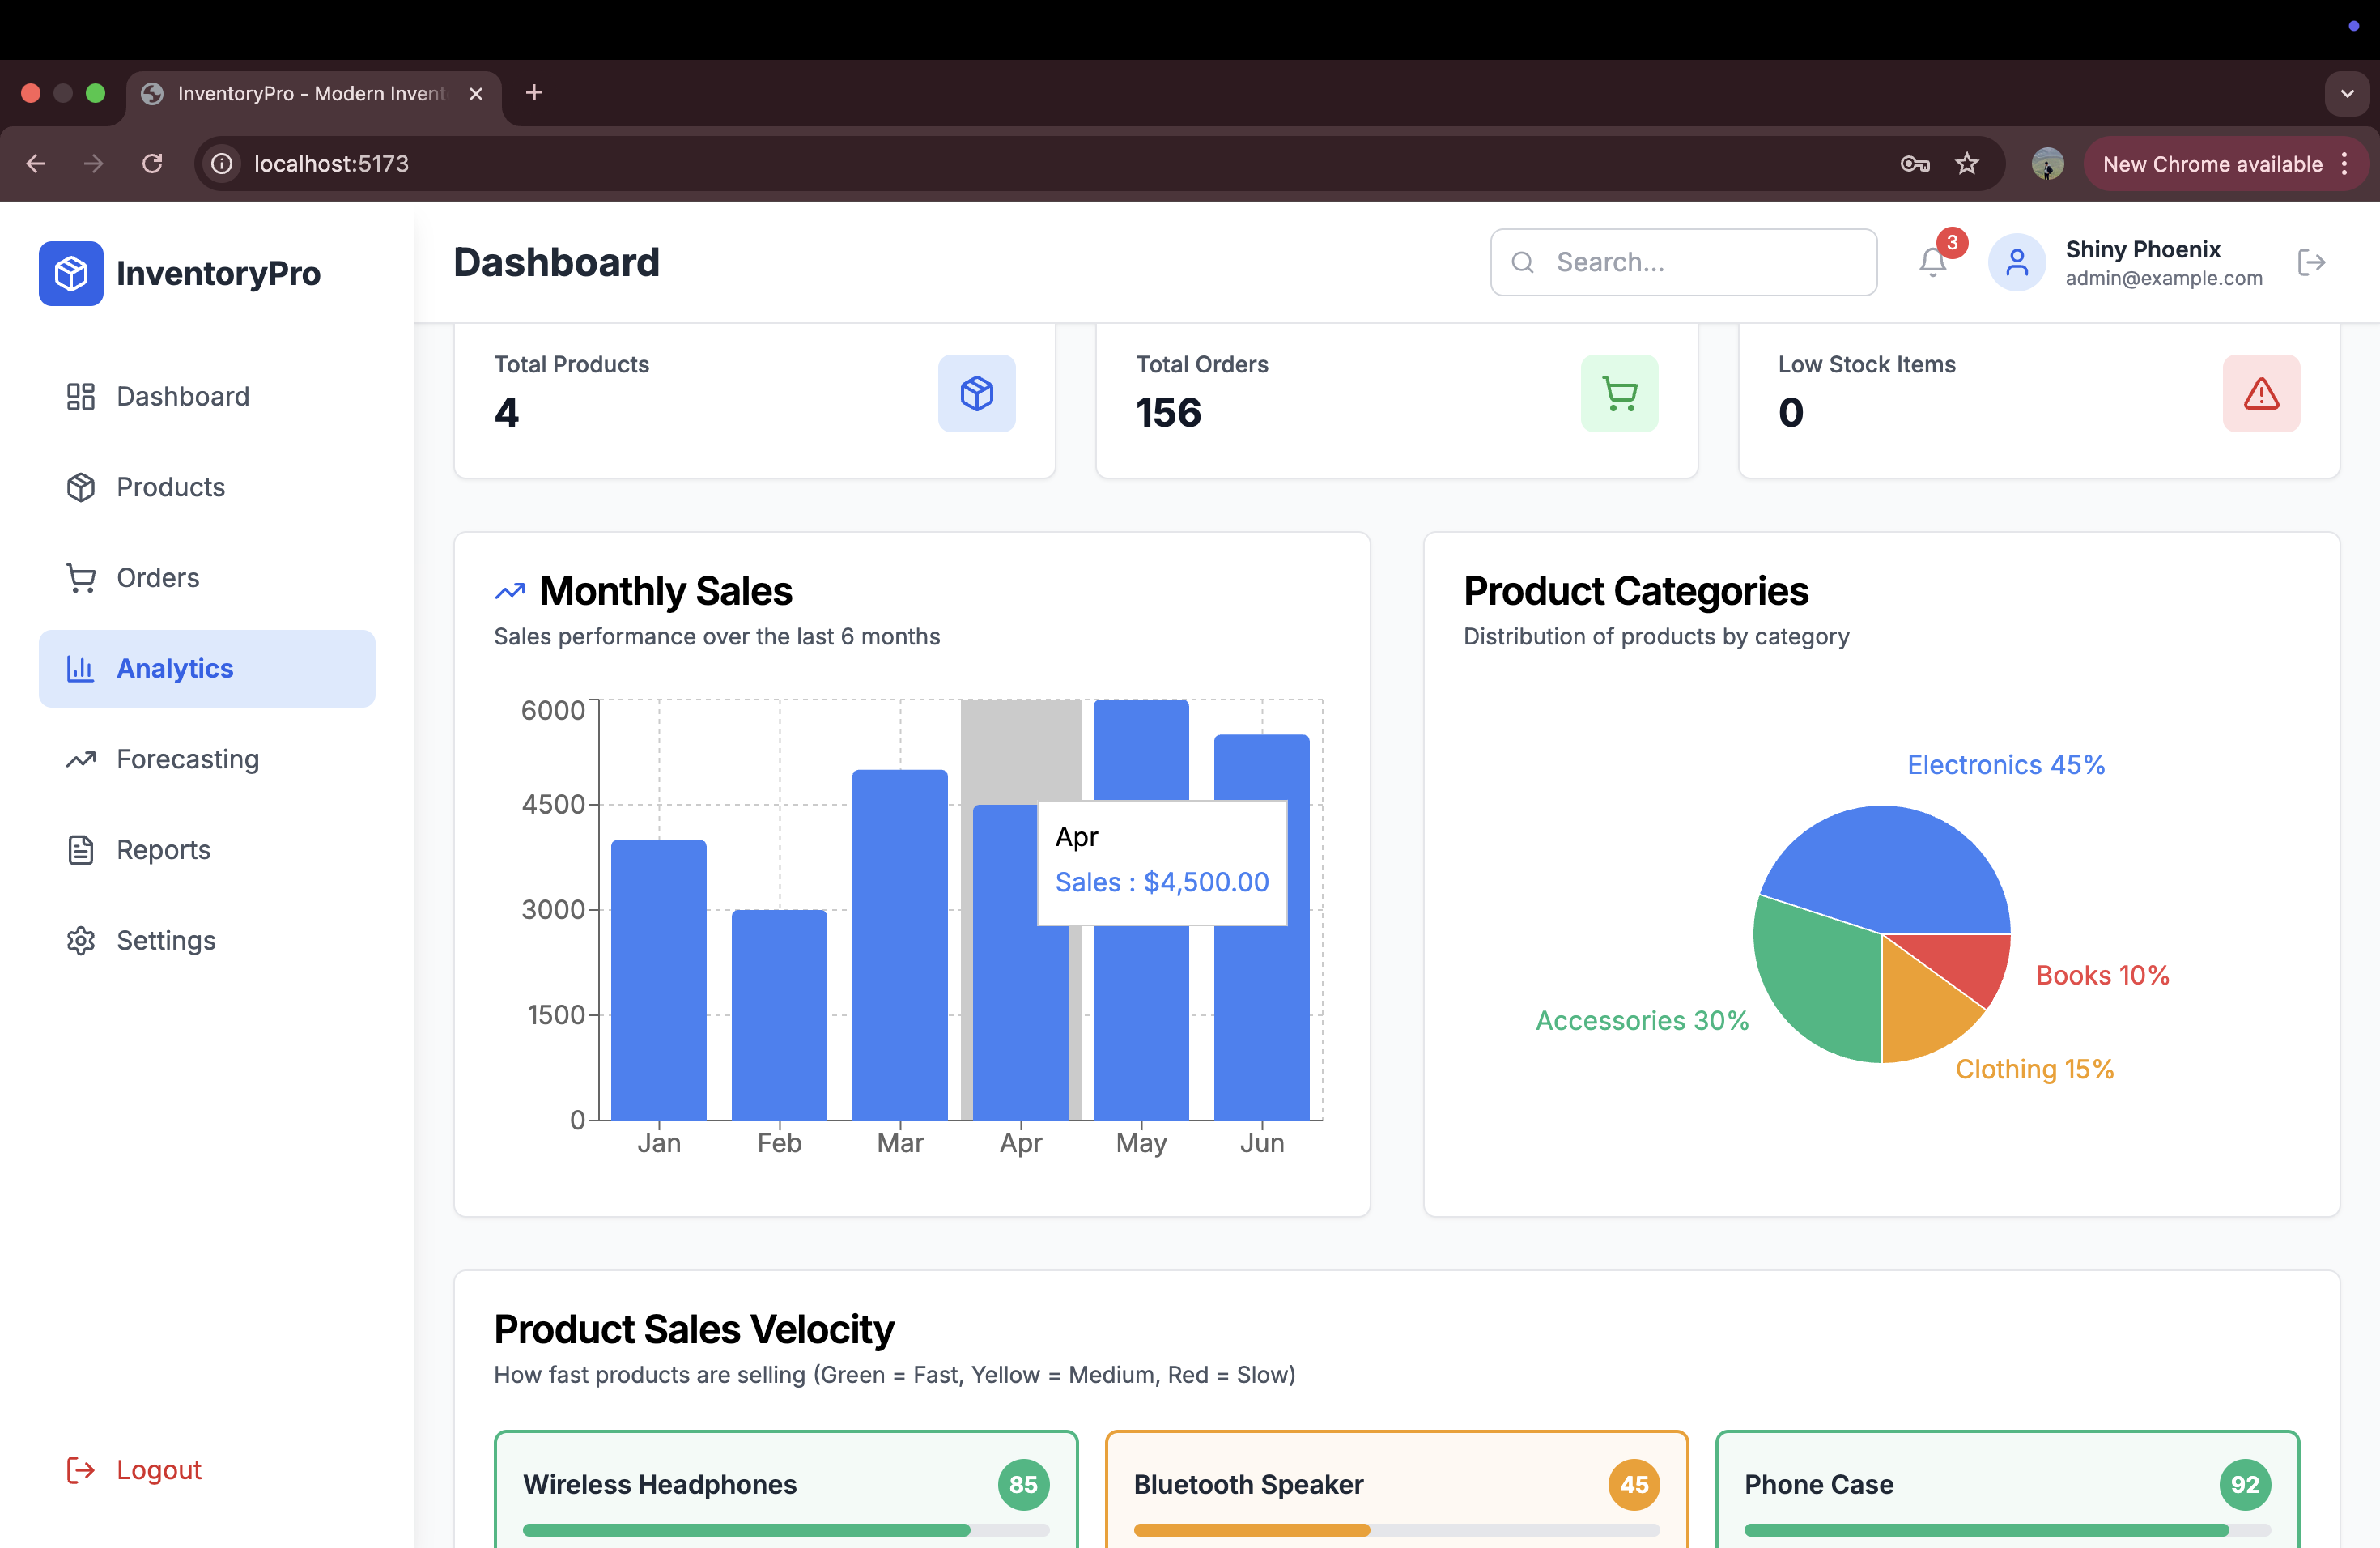 InventoryPro - Modern Invent
localhost:5173
New Chrome available
InventoryPro
Dashboard
Products
Orders
Analytics
Forecasting
Reports
Settings
Logout
Dashboard
Search...
3
Shiny Phoenix
admin@example.com
Total Products
4
Total Orders
156
Low Stock Items
0
Monthly Sales
Sales performance over the last 6 months
6000
4500
3000
1500
0
Jan Feb Mar Apr May Jun
Apr
Sales : $4,500.00
Product Categories
Distribution of products by category
Electronics 45%
Books 10%
Accessories 30%
Clothing 15%
Product Sales Velocity
How fast products are selling (Green = Fast, Yellow = Medium, Red = Slow)
Wireless Headphones 85
Bluetooth Speaker 45
Phone Case 92